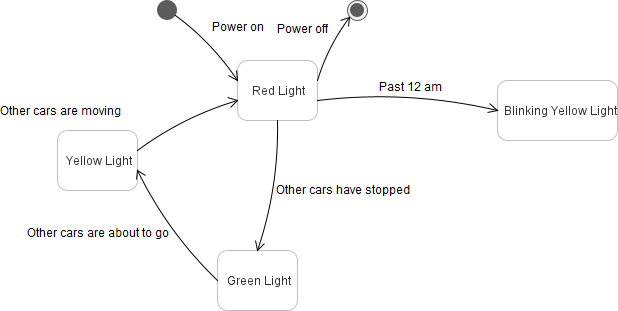 Power on
Power off
Red Light
Past 12 am
Blinking Yellow Light
Other cars are moving
Yellow Light
Other cars have stopped
Other cars are about to go
Green Light